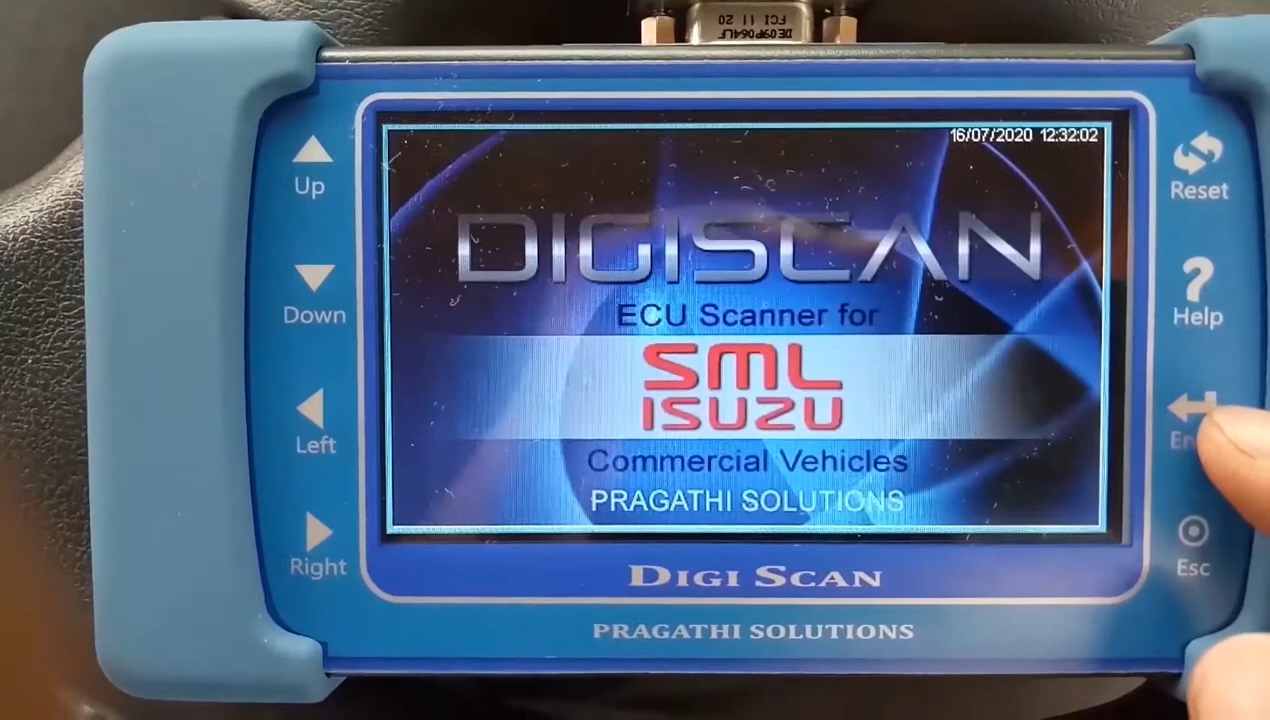 DE09P064LF
FCI 11 20
16/07/2020 12:32:02
DIGISCAN
ECU Scanner for
SML
ISUZU
Commercial Vehicles
PRAGATHI SOLUTIONS
DIGI SCAN
PRAGATHI SOLUTIONS
Up
Down
Left
Right
Reset
Help
Esc